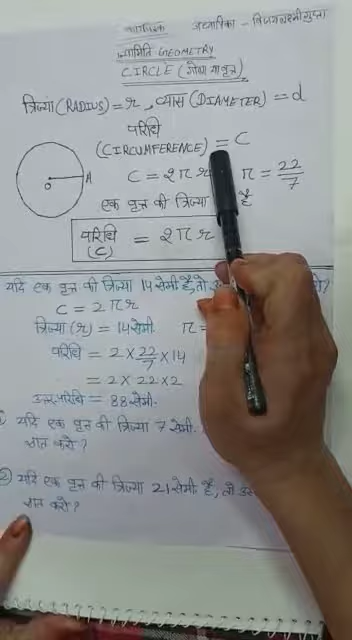 अध्यापिका - विजयलक्ष्मी गुप्ता
ज्यामिति GEOMETRY
CIRCLE (गोला या वृत्त)
त्रिज्या (RADIUS) = r, व्यास (DIAMETER) = d
परिधि
(CIRCUMFERENCE) = C
O A
C = 2πr π = 22/7
एक वृत्त की त्रिज्या है
परिधि (C) = 2πr
यदि एक वृत्त की त्रिज्या 14 सेमी है, तो
C = 2πr
त्रिज्या (r) = 14 सेमी. π =
परिधि = 2 × 22/7 × 14
= 2 × 22 × 2
उत्तर परिधि = 88 सेमी.
यदि एक वृत्त की त्रिज्या 7 सेमी.
ज्ञात करो?
② यदि एक वृत्त की त्रिज्या 21 सेमी. है, तो
ज्ञात करो?